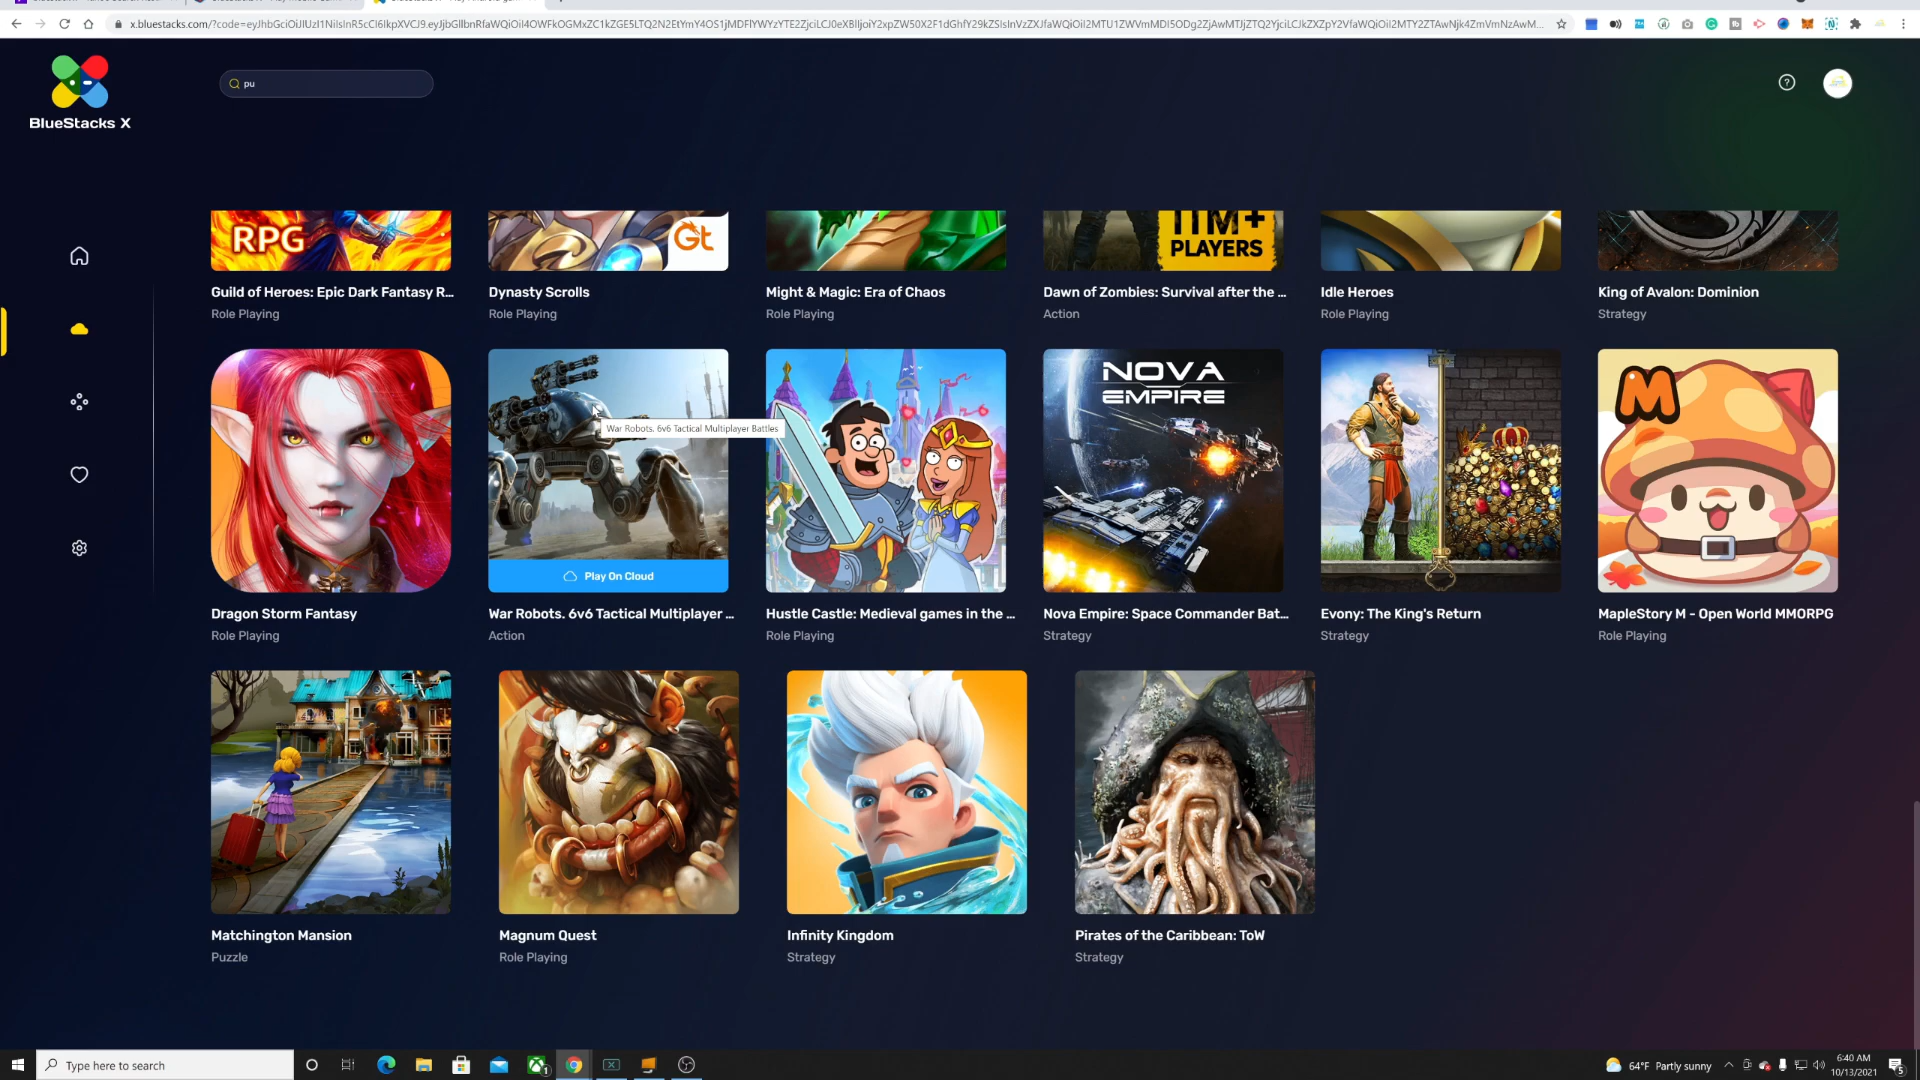 BlueStacks X
pu
RPG
Gt
11M+
PLAYERS
Guild of Heroes: Epic Dark Fantasy R...
Dynasty Scrolls
Might & Magic: Era of Chaos
Dawn of Zombies: Survival after the ...
Idle Heroes
King of Avalon: Dominion
Role Playing
Role Playing
Role Playing
Action
Role Playing
Strategy
NOVA
EMPIRE
M
War Robots. 6v6 Tactical Multiplayer Battles
Play On Cloud
Dragon Storm Fantasy
War Robots. 6v6 Tactical Multiplayer ...
Hustle Castle: Medieval games in the ...
Nova Empire: Space Commander Bat...
Evony: The King's Return
MapleStory M - Open World MMORPG
Role Playing
Action
Role Playing
Strategy
Strategy
Role Playing
Matchington Mansion
Magnum Quest
Infinity Kingdom
Pirates of the Caribbean: ToW
Puzzle
Role Playing
Strategy
Strategy
Type here to search
64°F Partly sunny
6:40 AM
10/13/2021